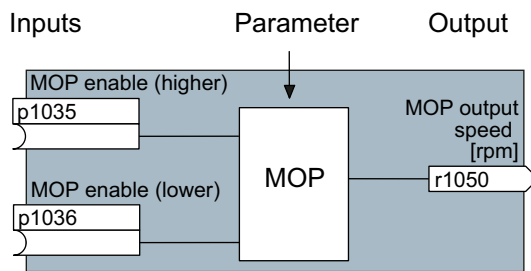 Inputs
Parameter
Output
MOP enable (higher)
p1035
MOP output
speed
[rpm]
MOP
r1050
MOP enable (lower)
p1036